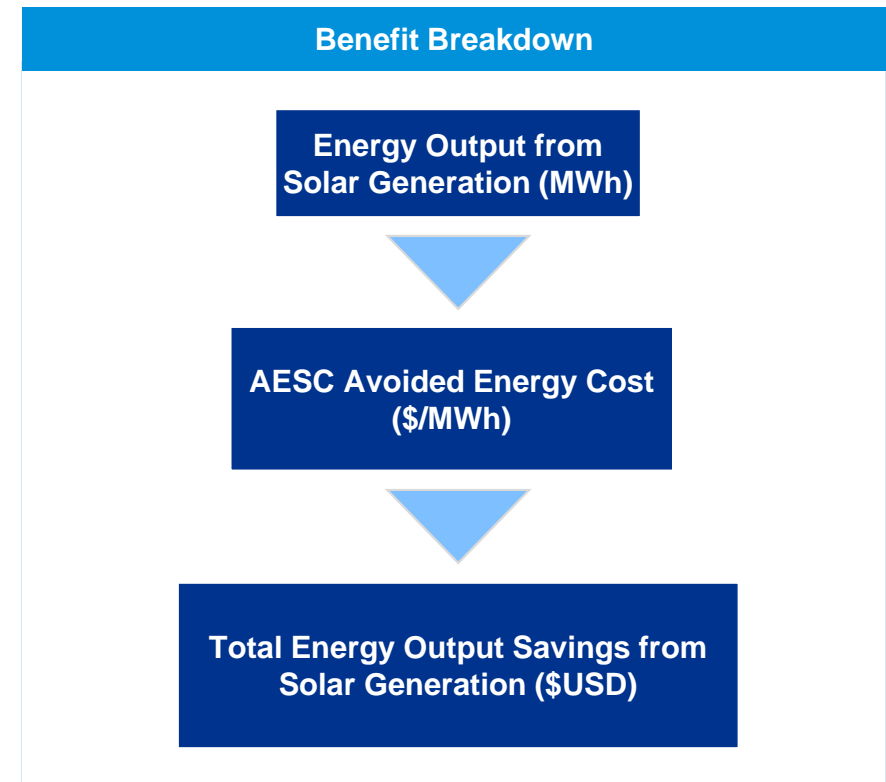 Benefit Breakdown
Energy Output from
Solar Generation (MWh)
AESC Avoided Energy Cost
($/MWh)
Total Energy Output Savings from
Solar Generation ($USD)